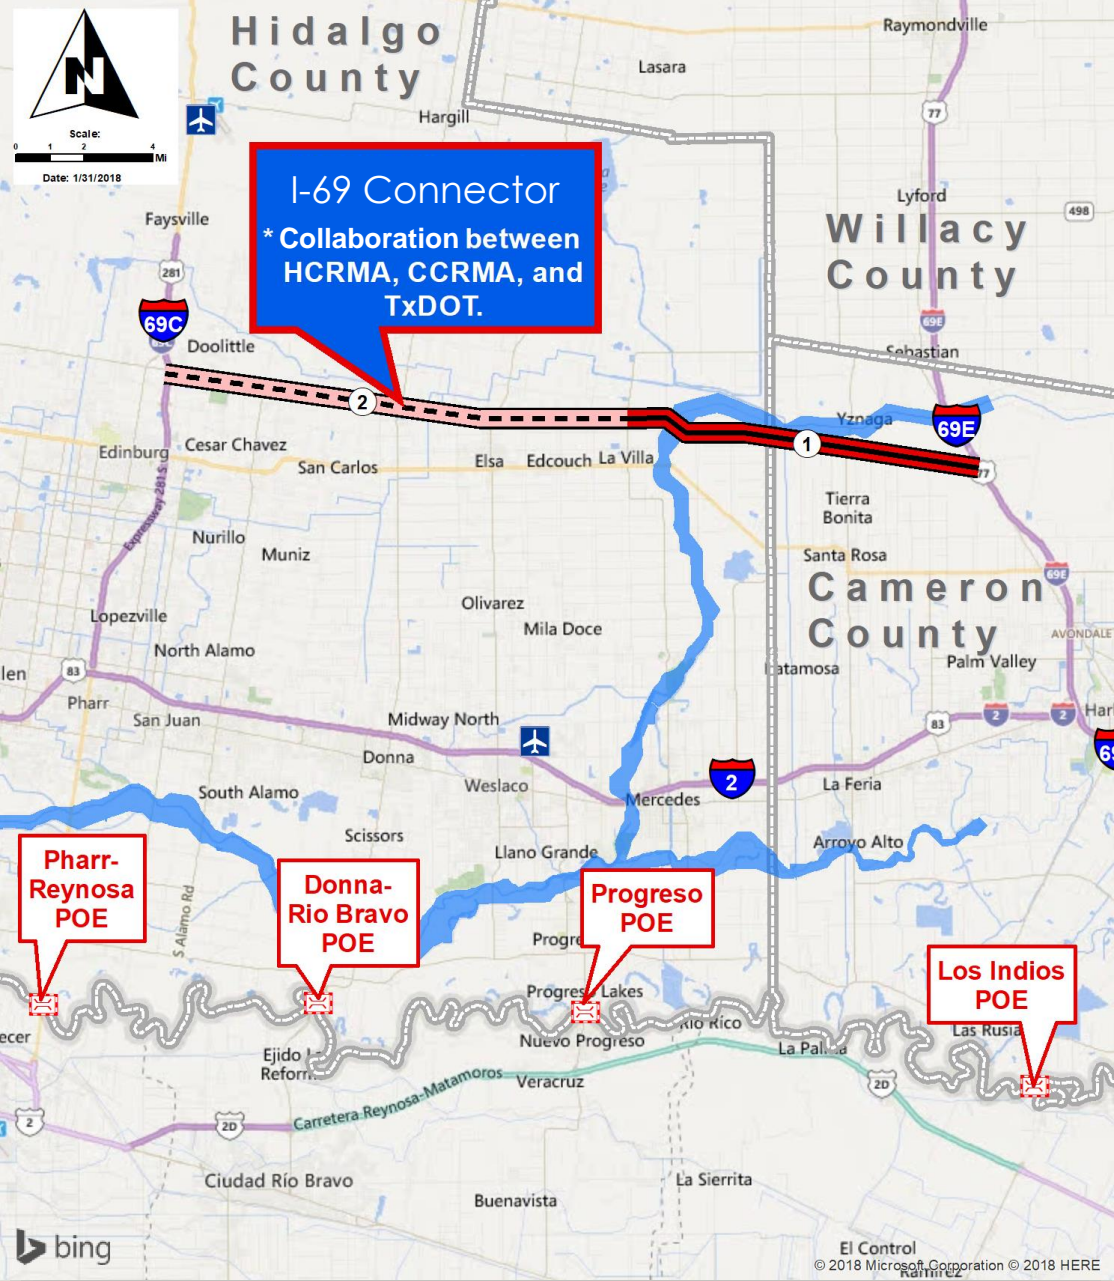 Hidalgo
County
Raymondville
Lasara
77
Hargill
N
Scale:
0 1 2 4
Mi
Date: 1/31/2018
I-69 Connector
* Collaboration between
HCRMA, CCRMA, and
TxDOT.
Lyford
498
Willacy
County
Faysville
281
69C
69E
Doolittle
Sebastian
2
Yznaga
69E
1
77
Edinburg
Cesar Chavez
San Carlos
Elsa
Edcouch
La Villa
Expressway 281 S
Tierra
Bonita
Nurillo
Muniz
Santa Rosa
69E
Cameron
County
Olivarez
Mila Doce
Lopezville
AVONDALE
North Alamo
Palm Valley
83
Pharr
San Juan
Midway North
83
2
2
Donna
Weslaco
2
Mercedes
La Feria
South Alamo
Scissors
Llano Grande
Arroyo Alto
Pharr-
Reynosa
POE
Donna-
Rio Bravo
POE
Progreso
POE
S Alamo Rd
Los Indios
POE
Progreso Lakes
Rio Rico
Nuevo Progreso
Veracruz
2D
Carretera Reynosa-Matamoros
2
2D
Ciudad Río Bravo
La Sierrita
Buenavista
bing
El Control
© 2018 Microsoft Corporation © 2018 HERE
Ramirez